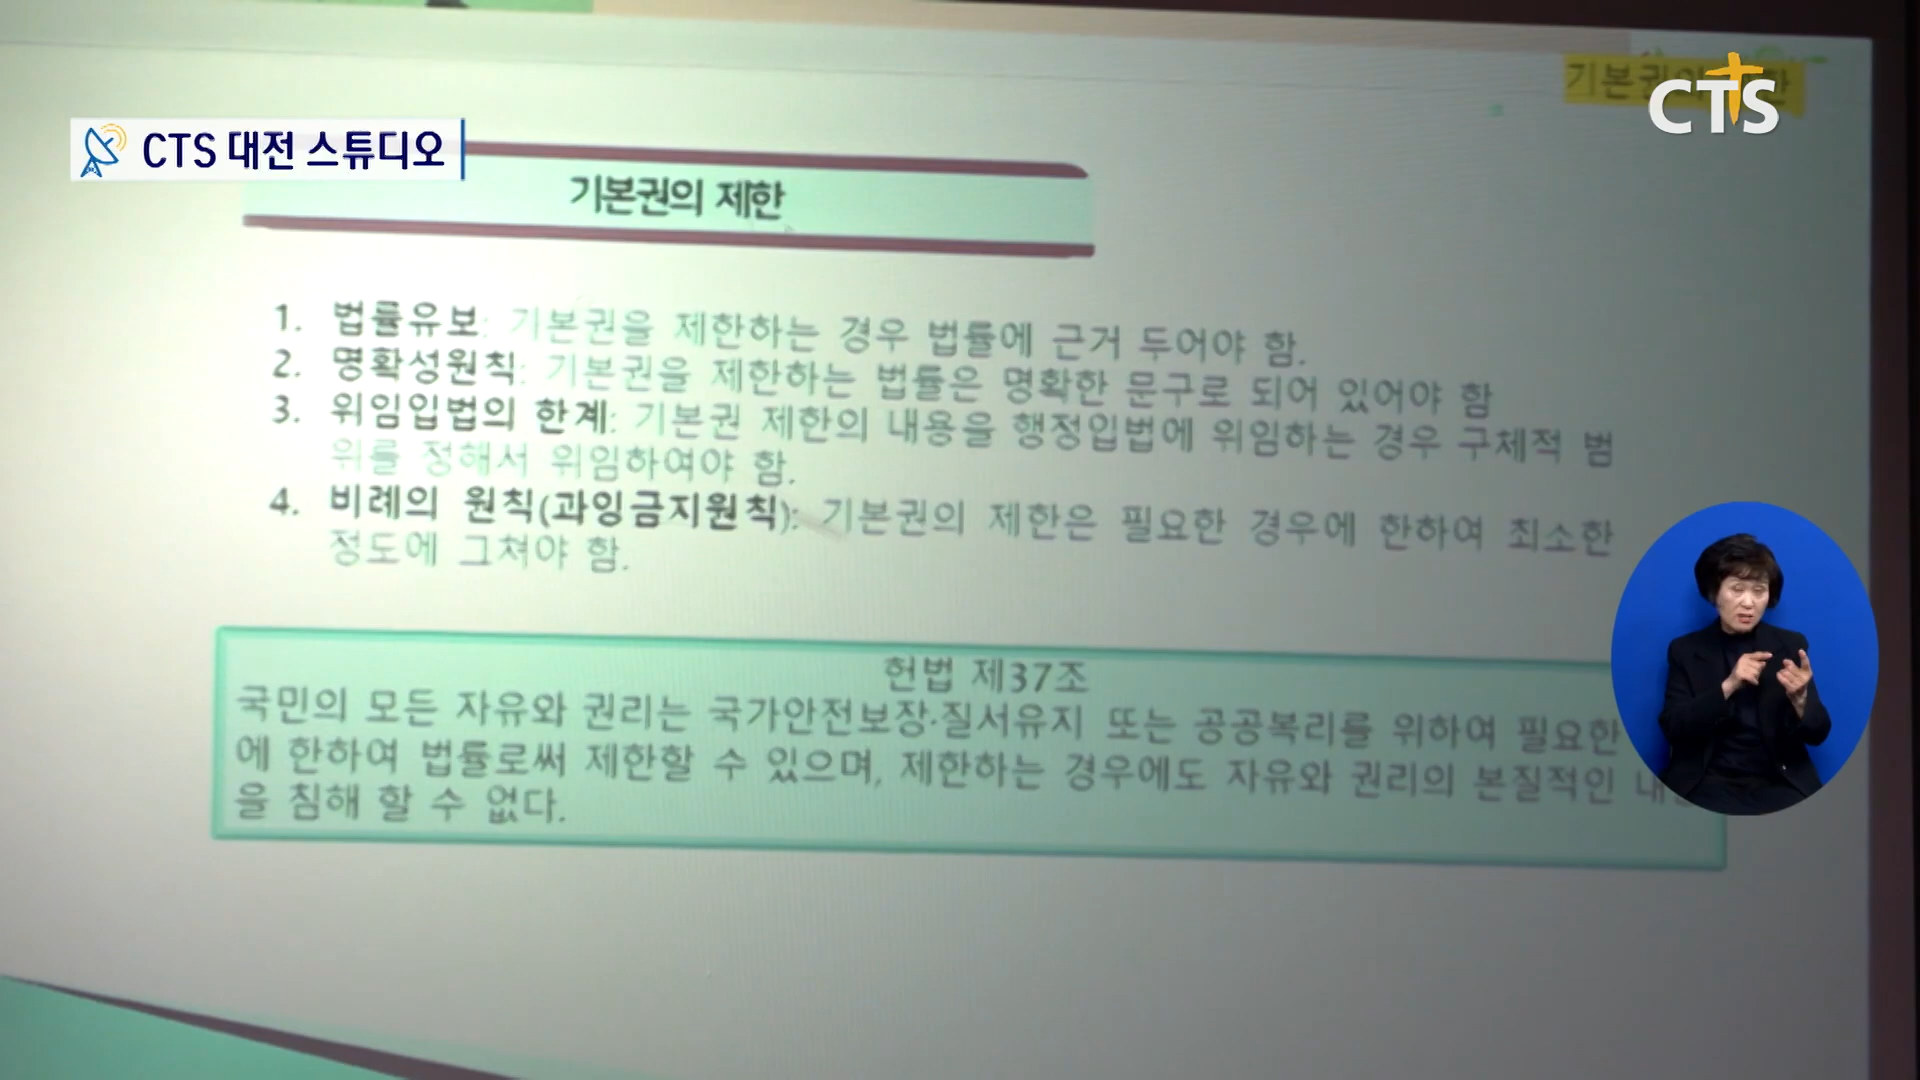 기본권의
CTS
CTS 대전 스튜디오
기본권의 제한
1. 법률유보: 기본권을 제한하는 경우 법률에 근거 두어야 함.
2. 명확성원칙: 기본권을 제한하는 법률은 명확한 문구로 되어 있어야 함
3. 위임입법의 한계: 기본권 제한의 내용을 행정입법에 위임하는 경우 구체적 범
위를 정해서 위임하여야 함.
4. 비례의 원칙(과잉금지원칙): 기본권의 제한은 필요한 경우에 한하여 최소한
정도에 그쳐야 함.
헌법 제37조
국민의 모든 자유와 권리는 국가안전보장·질서유지 또는 공공복리를 위하여 필요한
에 한하여 법률로써 제한할 수 있으며, 제한하는 경우에도 자유와 권리의 본질적인
을 침해 할 수 없다.